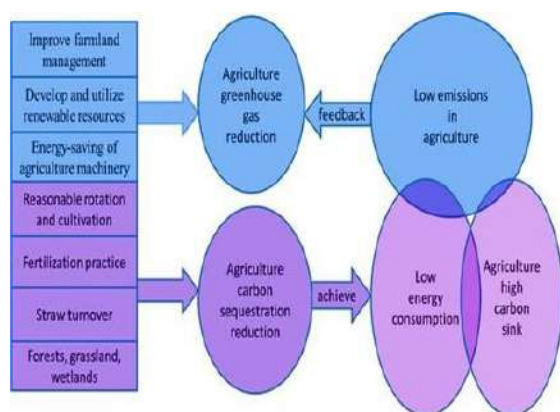 Improve farmland
management
Develop and utilize
renewable resources
Energy-saving of
agriculture machinery
Reasonable rotation
and cultivation
Fertilization practice
Straw turnover
Forests, grassland,
wetlands
Agriculture
greenhouse
gas
reduction
feedback
Low emissions
in
agriculture
Agriculture
carbon
sequestration
reduction
achieve
Low
energy
consumption
Agriculture
high
carbon
sink